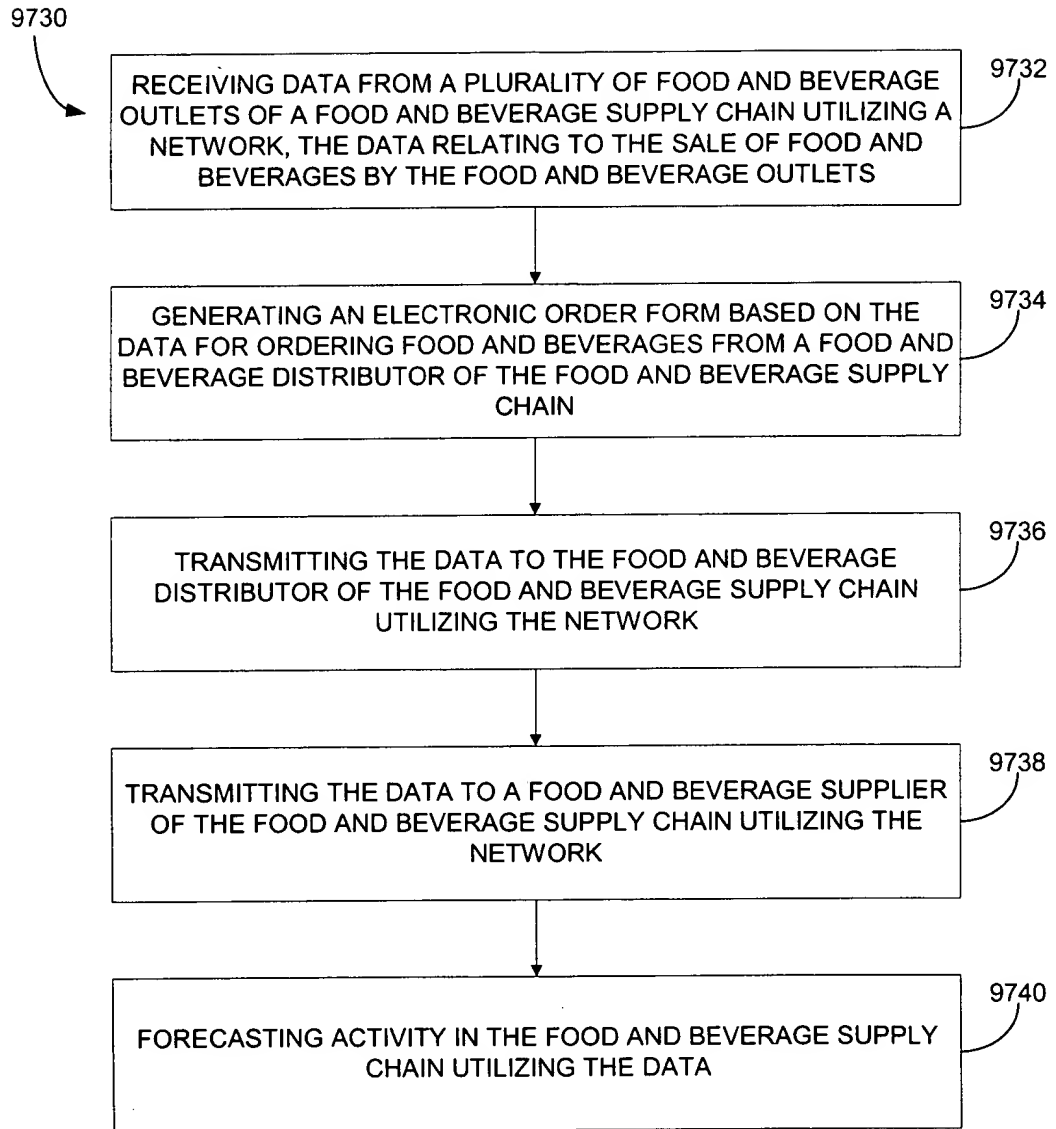 9730
RECEIVING DATA FROM A PLURALITY OF FOOD AND BEVERAGE
OUTLETS OF A FOOD AND BEVERAGE SUPPLY CHAIN UTILIZING A
NETWORK, THE DATA RELATING TO THE SALE OF FOOD AND
BEVERAGES BY THE FOOD AND BEVERAGE OUTLETS
9732
GENERATING AN ELECTRONIC ORDER FORM BASED ON THE
DATA FOR ORDERING FOOD AND BEVERAGES FROM A FOOD AND
BEVERAGE DISTRIBUTOR OF THE FOOD AND BEVERAGE SUPPLY
CHAIN
9734
TRANSMITTING THE DATA TO THE FOOD AND BEVERAGE
DISTRIBUTOR OF THE FOOD AND BEVERAGE SUPPLY CHAIN
UTILIZING THE NETWORK
9736
TRANSMITTING THE DATA TO A FOOD AND BEVERAGE SUPPLIER
OF THE FOOD AND BEVERAGE SUPPLY CHAIN UTILIZING THE
NETWORK
9738
FORECASTING ACTIVITY IN THE FOOD AND BEVERAGE SUPPLY
CHAIN UTILIZING THE DATA
9740